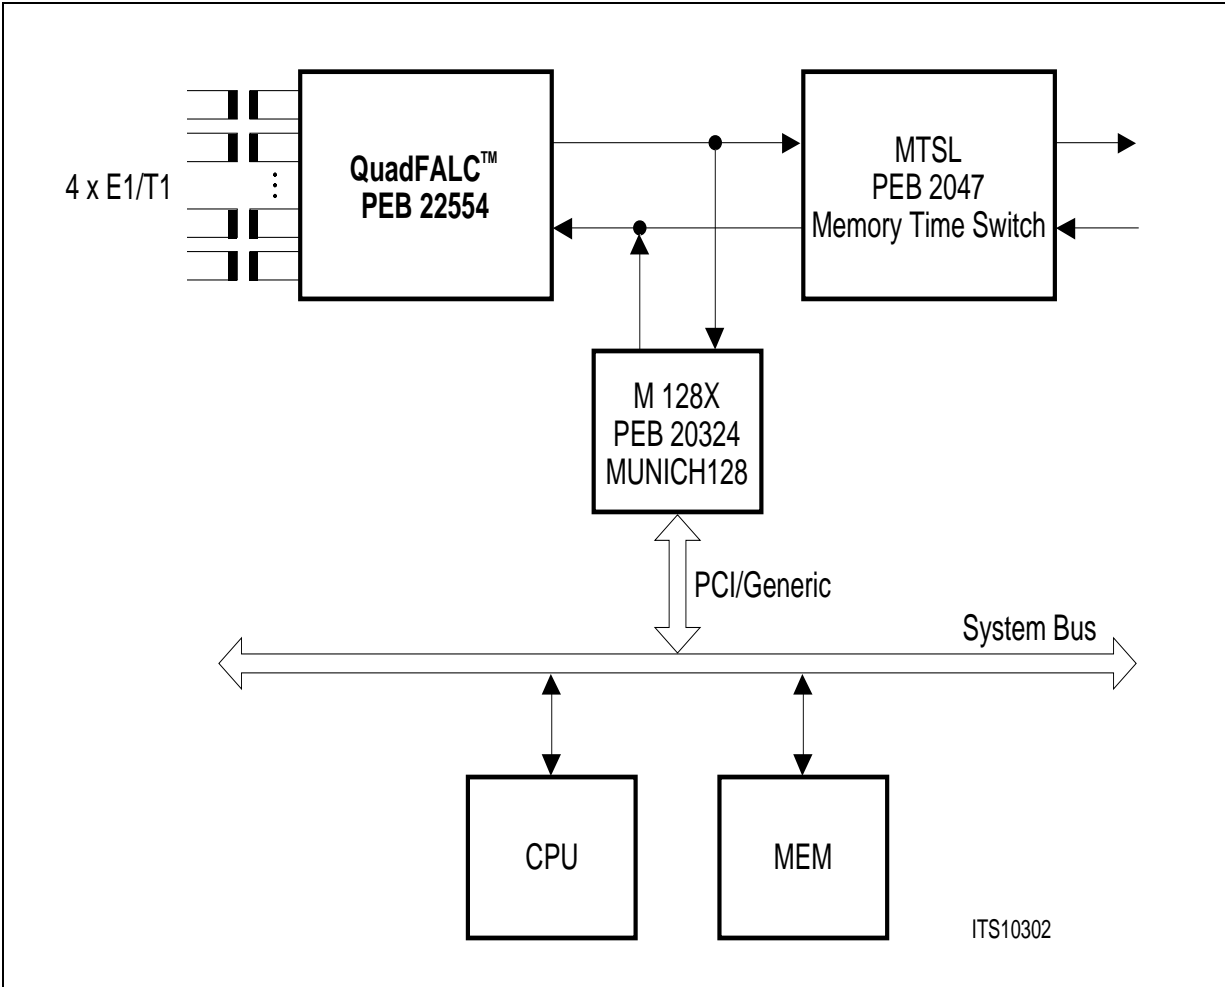 4 x E1/T1
QuadFALC™
PEB 22554
MTSL
PEB 2047
Memory Time Switch
M 128X
PEB 20324
MUNICH128
PCI/Generic
System Bus
CPU
MEM
ITS10302